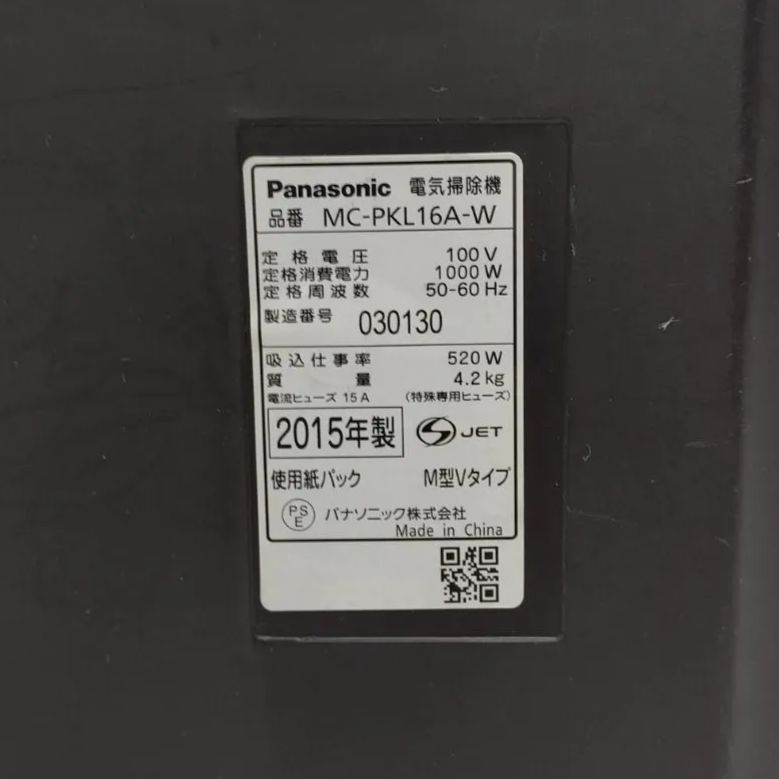 Panasonic 電気掃除機
品番 MC-PKL16A-W
定格電圧 100V
定格消費電力 1000W
定格周波数 50-60Hz
製造番号 030130
吸込仕事率 520W
質量 4.2kg
電流ヒューズ 15A (特殊専用ヒューズ)
2015年製 S JET
使用紙パック M型Vタイプ
PSE パナソニック株式会社
Made in China